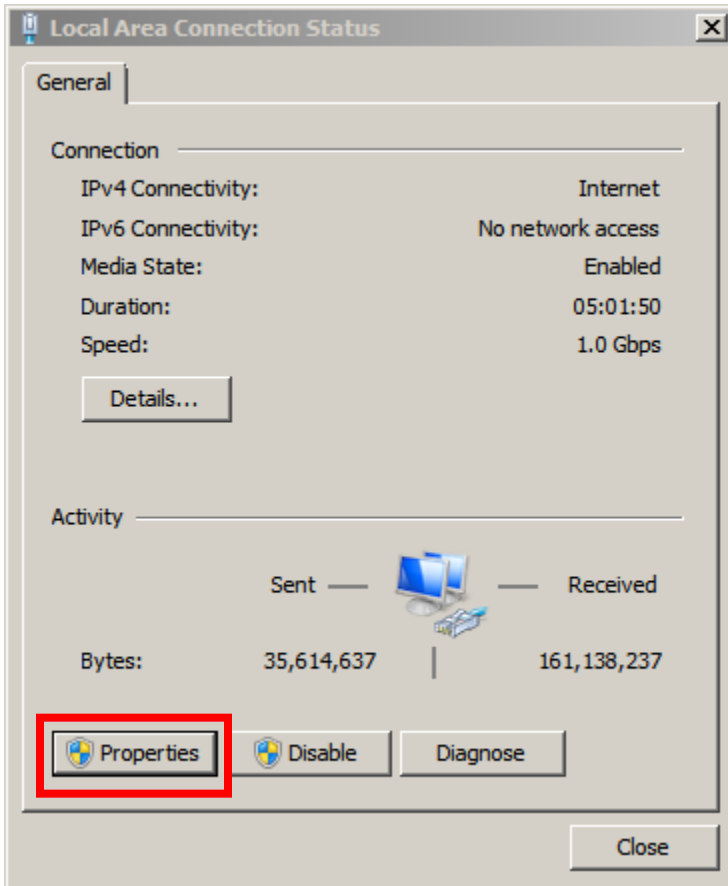 Local Area Connection Status
General
Connection
IPv4 Connectivity: Internet
IPv6 Connectivity: No network access
Media State: Enabled
Duration: 05:01:50
Speed: 1.0 Gbps
Details...
Activity
Sent Received
Bytes: 35,614,637 161,138,237
Properties Disable Diagnose
Close